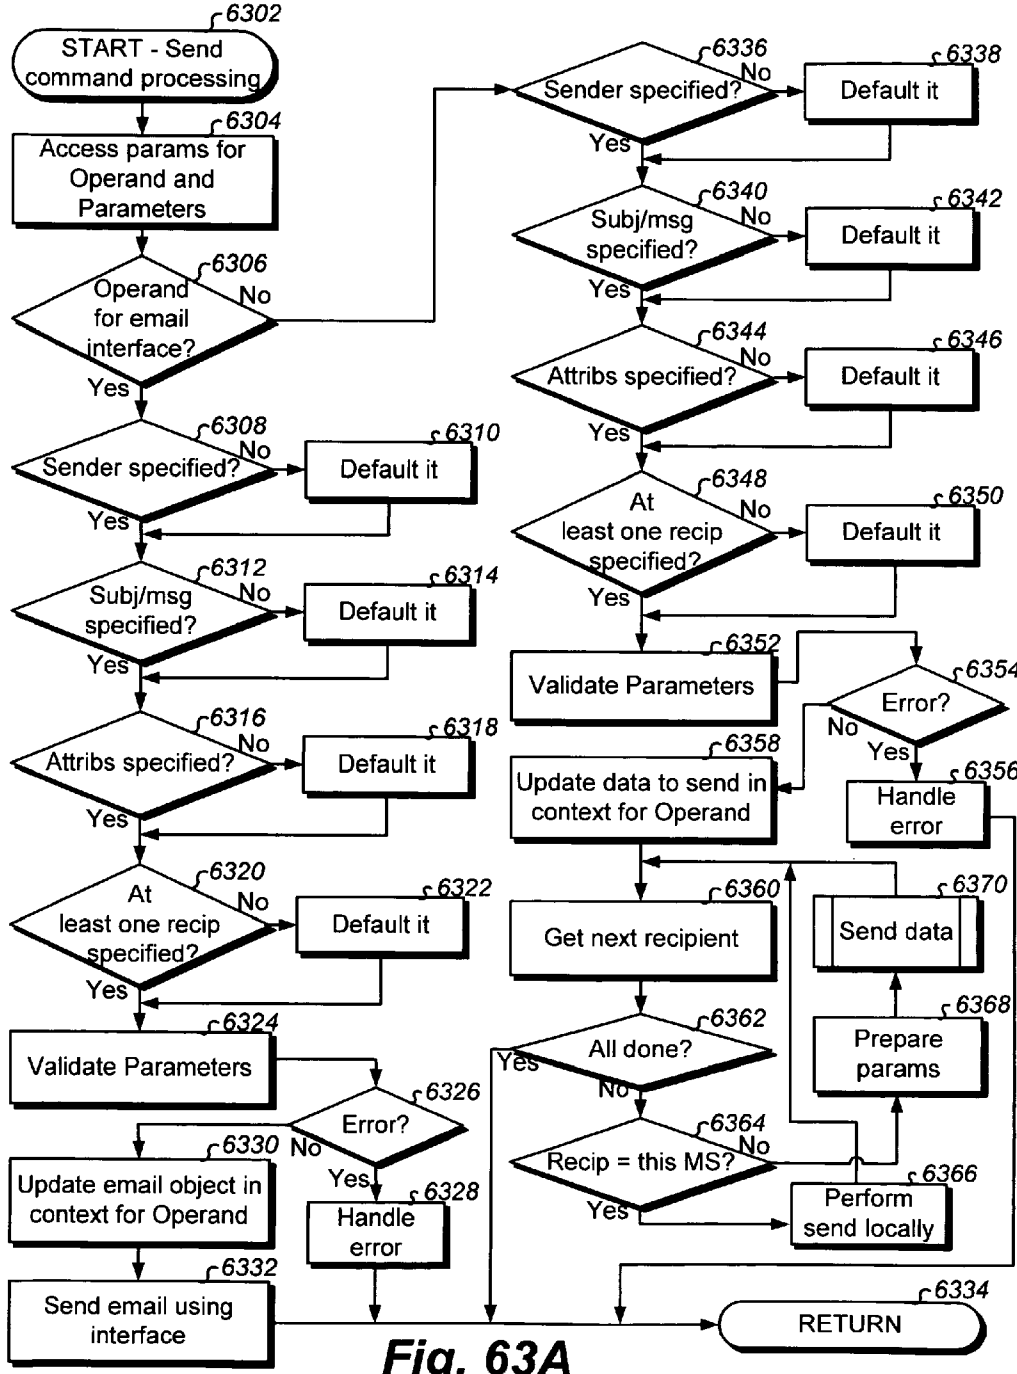 6302
START - Send
command processing
6304
Access params for
Operand and
Parameters
6306
Operand
for email
interface?
No
Yes
6308
Sender specified?
No
Yes
6310
Default it
6312
Subj/msg
specified?
No
Yes
6314
Default it
6316
Attribs specified?
No
Yes
6318
Default it
6320
At
least one recip
specified?
No
Yes
6322
Default it
6324
Validate Parameters
6326
Error?
No
Yes
6328
Handle
error
6330
Update email object in
context for Operand
6332
Send email using
interface
6336
Sender specified?
No
Yes
6338
Default it
6340
Subj/msg
specified?
No
Yes
6342
Default it
6344
Attribs specified?
No
Yes
6346
Default it
6348
At
least one recip
specified?
No
Yes
6350
Default it
6352
Validate Parameters
6354
Error?
No
Yes
6356
Handle
error
6358
Update data to send in
context for Operand
6360
Get next recipient
6362
All done?
Yes
No
6364
Recip = this MS?
No
Yes
6366
Perform
send locally
6368
Prepare
params
6370
Send data
6334
RETURN
Fig. 63A